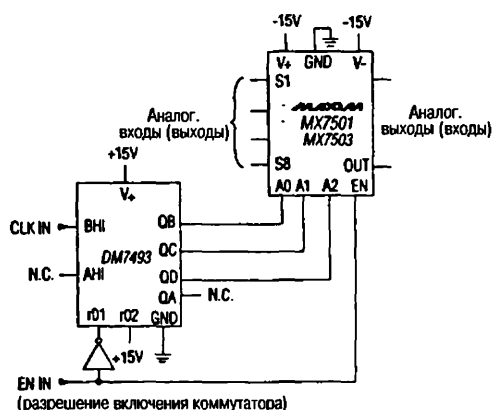 -15V -15V
V+ GND V-
S1
MAXIM
MX7501
MX7503
Аналог.
входы (выходы)
Аналог.
выходы (входы)
S8 OUT
A0 A1 A2 EN
+15V
V+
CLK IN BHI QB
QC
DM7493
N.C. AHI QD
QA N.C.
r01 r02 GND
+15V
EN IN
(разрешение включения коммутатора)